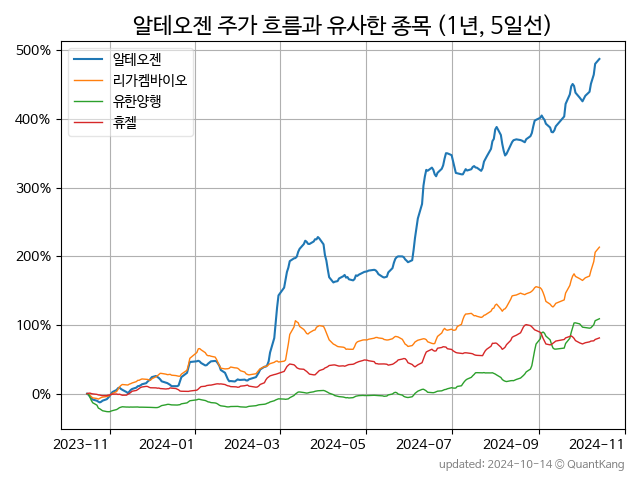 알테오젠 주가 흐름과 유사한 종목 (1년, 5일선)
알테오젠
리가켐바이오
유한양행
휴젤
500%
400%
300%
200%
100%
0%
2023-11 2024-01 2024-03 2024-05 2024-07 2024-09 2024-11
updated: 2024-10-14 © QuantKang